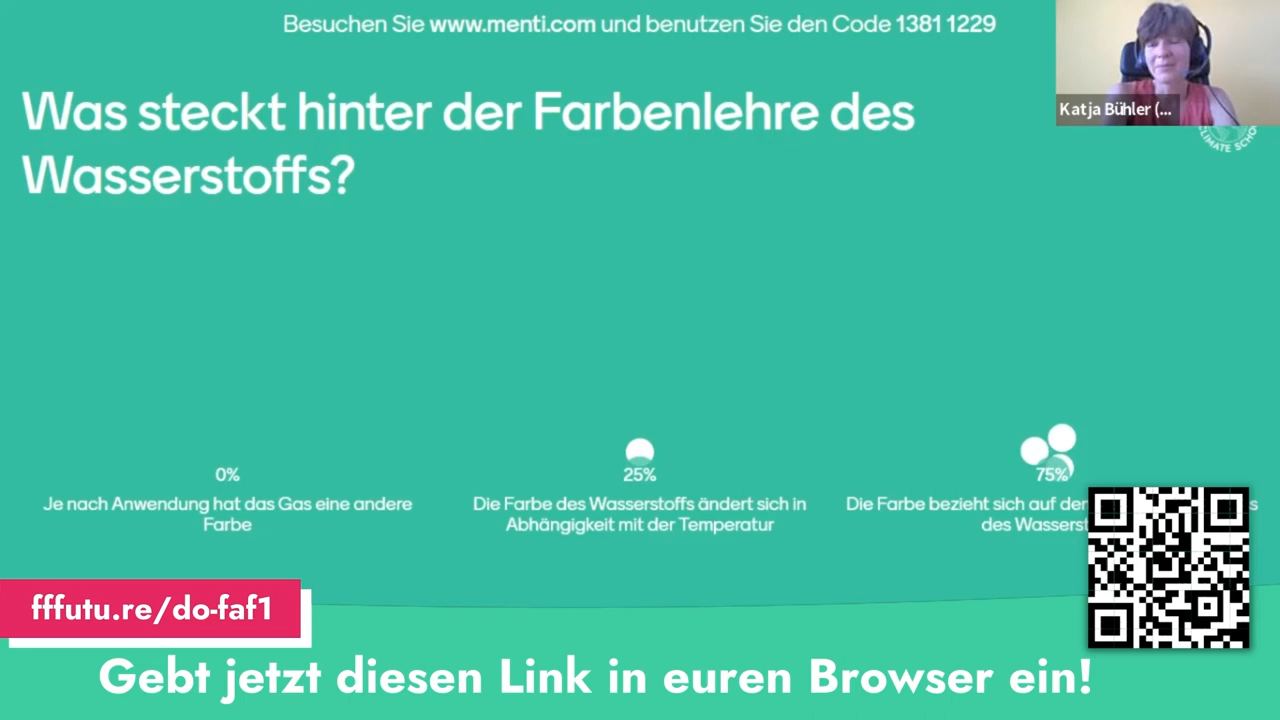 Besuchen Sie www.menti.com und benutzen Sie den Code 1381 1229
Was steckt hinter der Farbenlehre des
Wasserstoffs?
Katja Bühler (...
CLIMATE SCHO
0%
Je nach Anwendung hat das Gas eine andere
Farbe
25%
Die Farbe des Wasserstoffs ändert sich in
Abhängigkeit mit der Temperatur
75%
Die Farbe bezieht sich auf
des
fffutu.re/do-faf1
Gebt jetzt diesen Link in euren Browser ein!